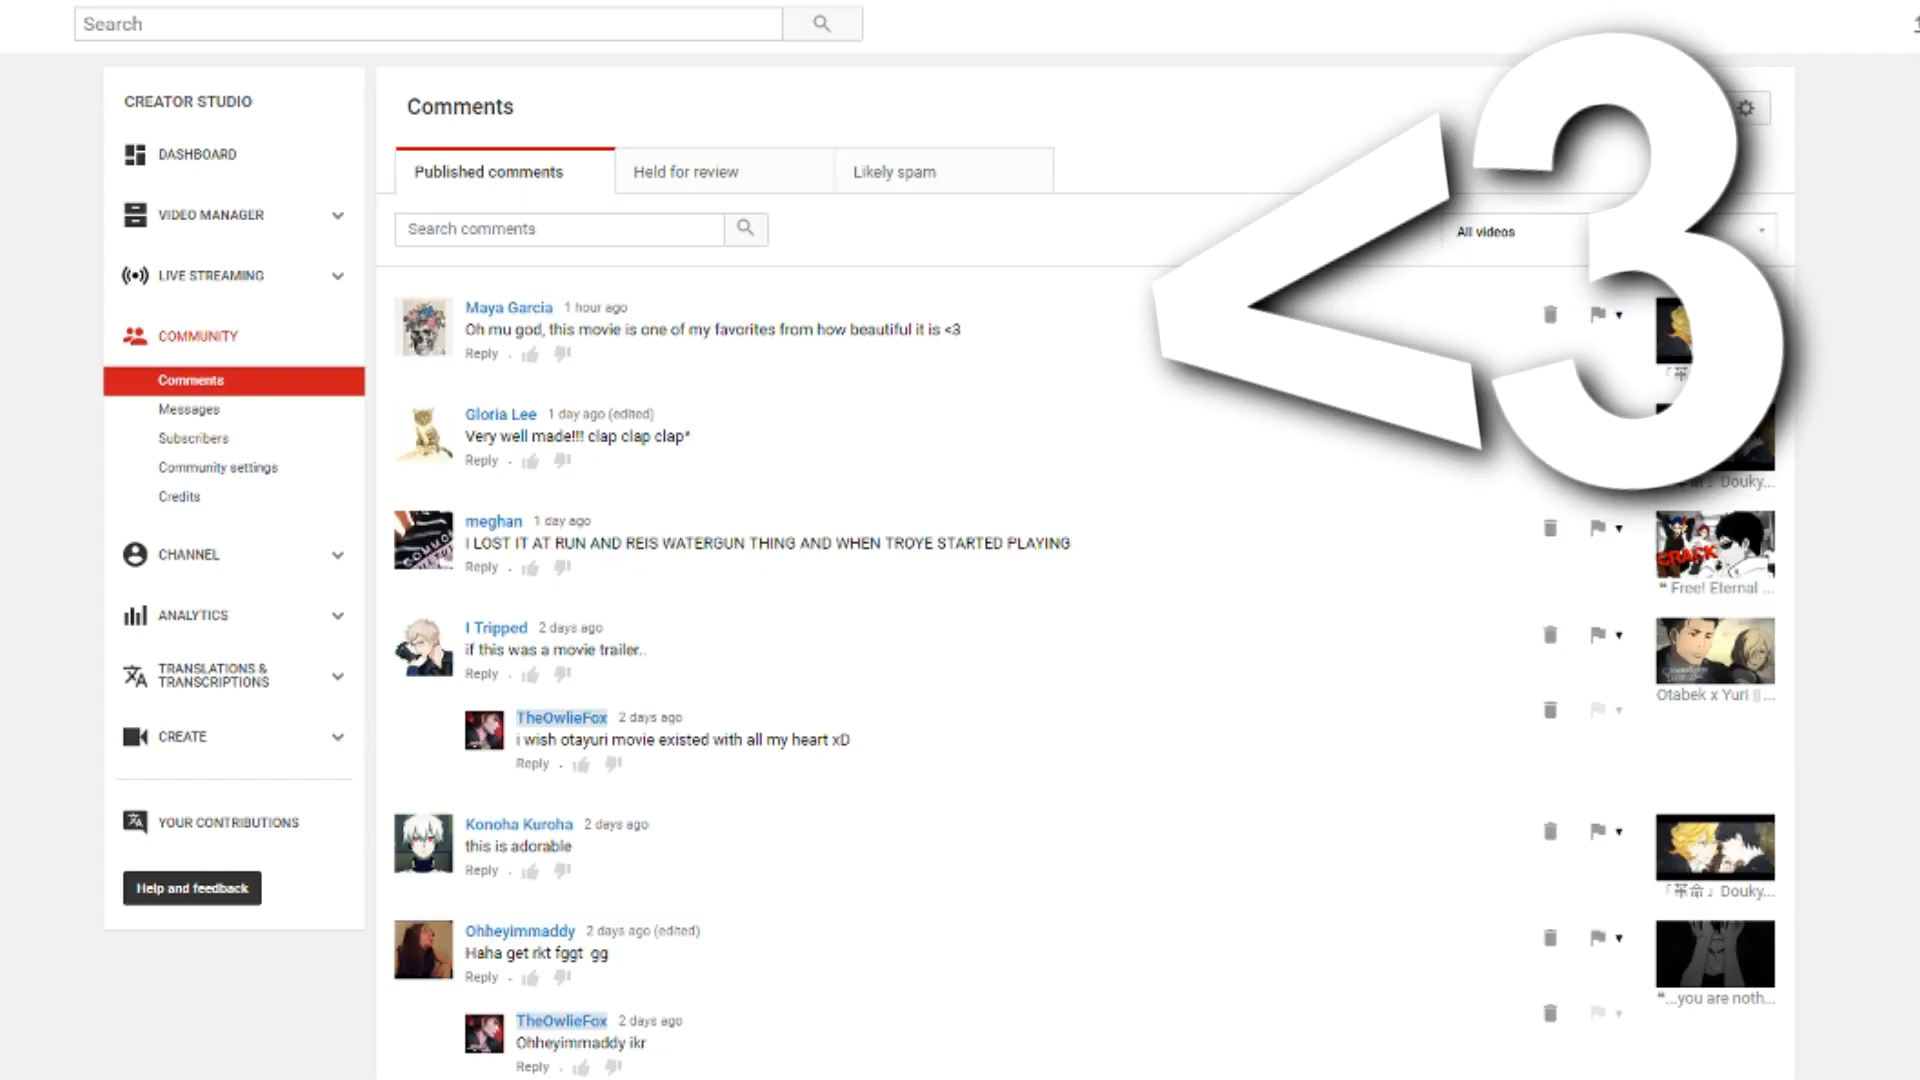 Search
<3
CREATOR STUDIO
DASHBOARD
VIDEO MANAGER
LIVE STREAMING
COMMUNITY
Comments
Messages
Subscribers
Community settings
Credits
CHANNEL
ANALYTICS
TRANSLATIONS &
TRANSCRIPTIONS
CREATE
YOUR CONTRIBUTIONS
Help and feedback
Comments
Published comments
Held for review
Likely spam
Search comments
All videos
Maya Garcia 1 hour ago
Oh mu god, this movie is one of my favorites from how beautiful it is <3
Reply
Gloria Lee 1 day ago (edited)
Very well made!!! clap clap clap*
Reply
Douky...
meghan 1 day ago
I LOST IT AT RUN AND REIS WATERGUN THING AND WHEN TROYE STARTED PLAYING
Reply
CRACK
❝ Free! Eternal ...
I Tripped 2 days ago
if this was a movie trailer..
Reply
Otabek x Yuri || ...
TheOwlieFox 2 days ago
i wish otayuri movie existed with all my heart xD
Reply
Konoha Kuroha 2 days ago
this is adorable
Reply
「革命」Douky...
Ohheyimmaddy 2 days ago (edited)
Haha get rkt fggt gg
Reply
❝...you are noth...
TheOwlieFox 2 days ago
Ohheyimmaddy ikr
Reply